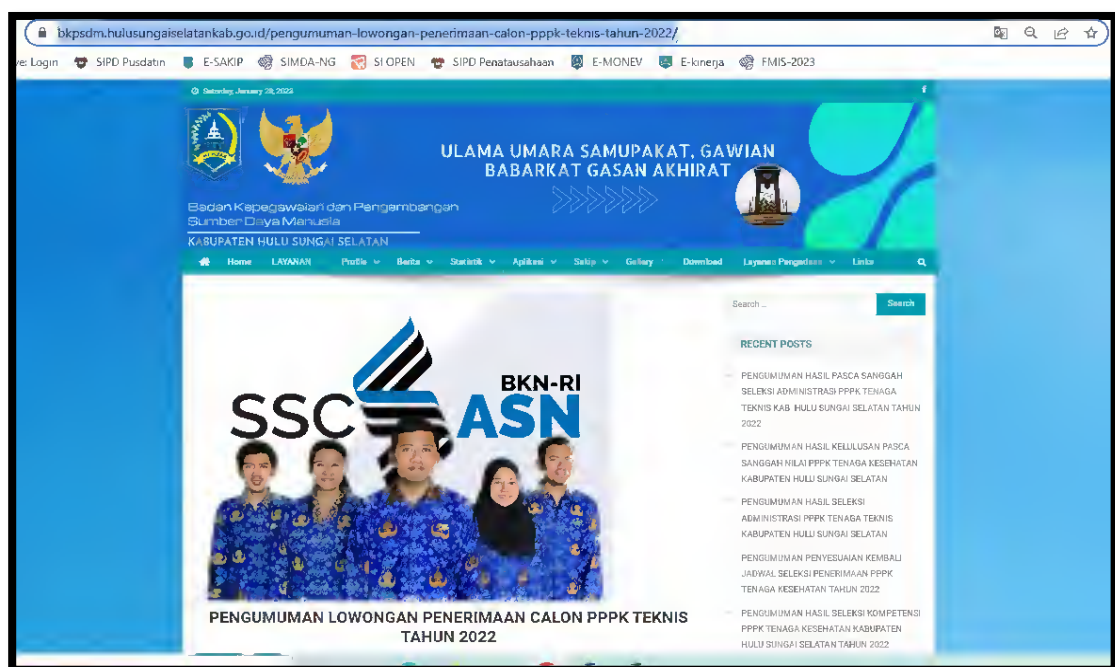 bkpsdm.hulusungaiselatankab.go.id/pengumuman-lowongan-penerimaan-calon-pppk-teknis-tahun-2022/
ve: Login SIPD Pusdatin E-SAKIP SIMDA-NG SI OPEN SIPD Penatausahaan E-MONEV E-kinerja FMIS-2023
Saturday, January 28, 2023
ULAMA UMARA SAMUPAKAT, GAWIAN
BABARKAT GASAN AKHIRAT
Badan Kepegawaian dan Pengembangan
Sumber Daya Manusia
KABUPATEN HULU SUNGAI SELATAN
Home LAYANAN Profile Berita Statistik Aplikasi Sakip Gallery Download Layanan Pengaduan Links
Search ...
Search
SSC ASN
BKN-RI
PENGUMUMAN LOWONGAN PENERIMAAN CALON PPPK TEKNIS
TAHUN 2022
RECENT POSTS
PENGUMUMAN HASIL PASCA SANGGAH
SELEKSI ADMINISTRASI PPPK TENAGA
TEKNIS KAB. HULU SUNGAI SELATAN TAHUN
2022
PENGUMUMAN HASIL KELULUSAN PASCA
SANGGAH NILAI PPPK TENAGA KESEHATAN
KABUPATEN HULU SUNGAI SELATAN
PENGUMUMAN HASIL SELEKSI
ADMINISTRASI PPPK TENAGA TEKNIS
KABUPATEN HULU SUNGAI SELATAN
PENGUMUMAN PENYESUAIAN KEMBALI
JADWAL SELEKSI PENERIMAAN PPPK
TENAGA KESEHATAN TAHUN 2022
PENGUMUMAN HASIL SELEKSI KOMPETENSI
PPPK TENAGA KESEHATAN KABUPATEN
HULU SUNGAI SELATAN TAHUN 2022